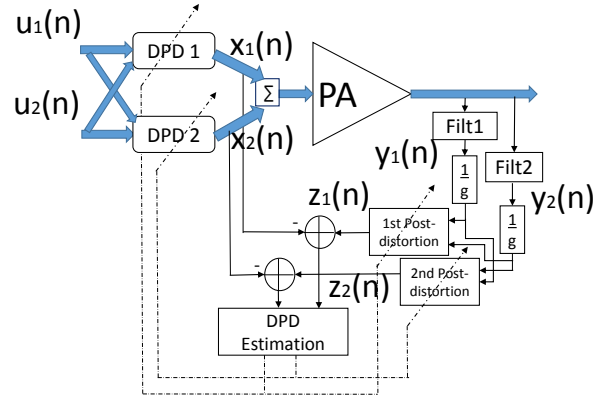 u1(n)
DPD 1
x1(n)
Σ
PA
u2(n)
DPD 2
x2(n)
Filt1
Filt2
y1(n)
1
g
y2(n)
1
g
z1(n)
-
1st Post-
distortion
-
z2(n)
2nd Post-
distortion
DPD
Estimation